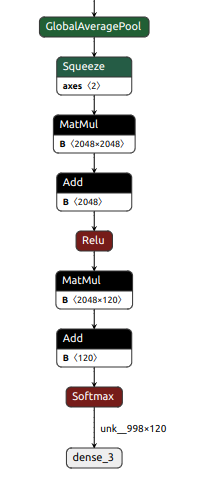 GlobalAveragePool
Squeeze
axes 〈2〉
MatMul
B 〈2048×2048〉
Add
B 〈2048〉
Relu
MatMul
B 〈2048×120〉
Add
B 〈120〉
Softmax
unk__998×120
dense_3